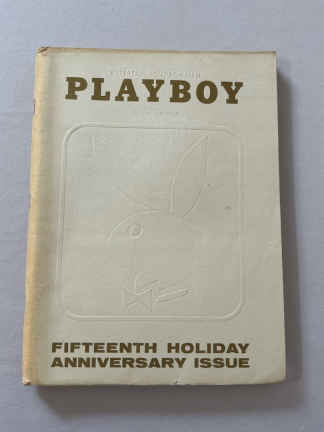 PLAYBOY
FIFTEENTH HOLIDAY
ANNIVERSARY ISSUE